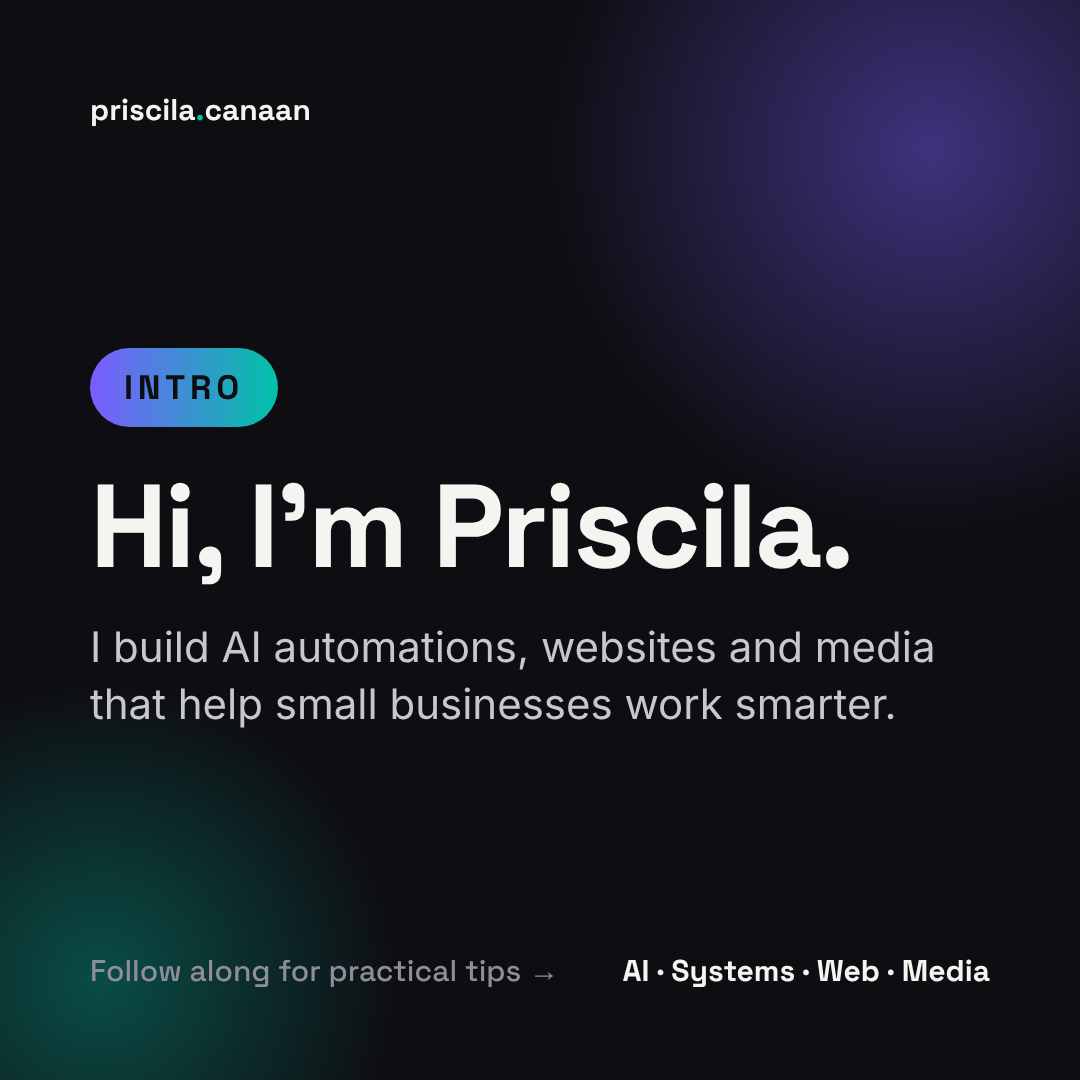 priscila.canaan
INTRO
Hi, I’m Priscila.
I build AI automations, websites and media
that help small businesses work smarter.
Follow along for practical tips →
AI · Systems · Web · Media